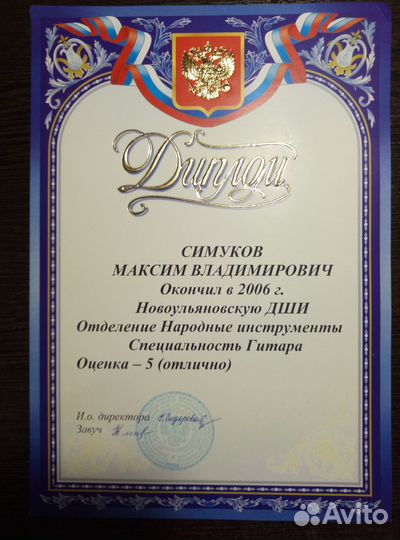 Диплом
СИМУКОВ
МАКСИМ ВЛАДИМИРОВИЧ
Окончил в 2006 г.
Новоульяновскую ДШИ
Отделение Народные инструменты
Специальность Гитара
Оценка – 5 (отлично)
И.о. директора
Завуч
Avito